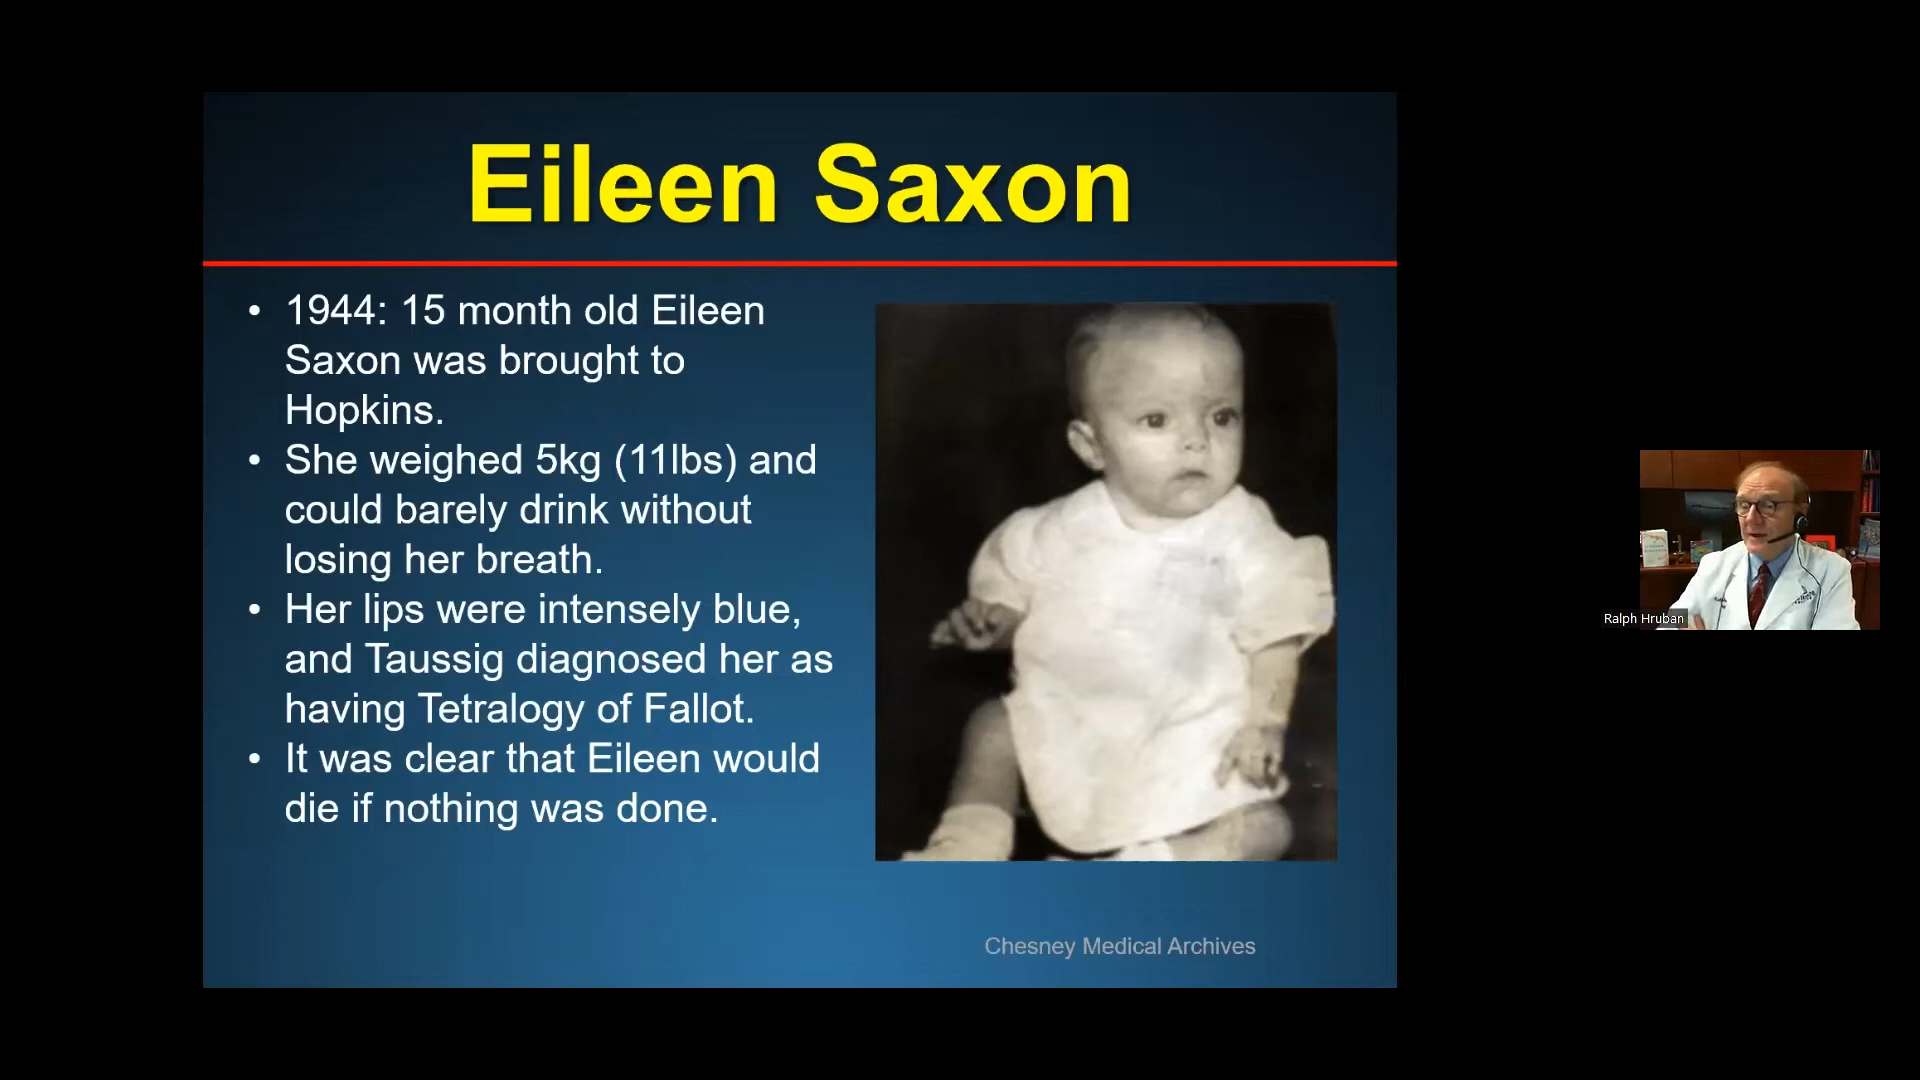 Eileen Saxon
• 1944: 15 month old Eileen
Saxon was brought to
Hopkins.
• She weighed 5kg (11lbs) and
could barely drink without
losing her breath.
• Her lips were intensely blue,
and Taussig diagnosed her as
having Tetralogy of Fallot.
• It was clear that Eileen would
die if nothing was done.
Chesney Medical Archives
Ralph Hruban